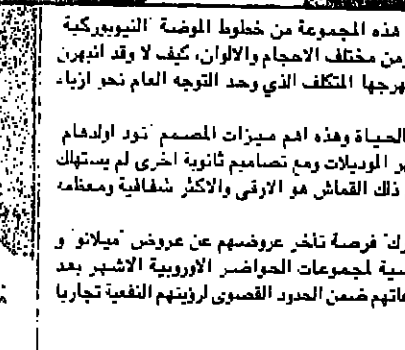 هذه المجموعة من خطوط الموضة النيويوركية
من مختلف الاحجام والالوان، كيف لا وقد انبهرن
هرجها المتكلف الذي وحد التوجه العام نحو ازياء
الحياة وهذه اهم ميزات المصمم تود اولدهام
ر الموديلات ومع تصاميم ثانوية اخرى لم يستهلك
ذلك القماش هو الارقى والاكثر شفافية ومعظمه
رك" فرصة تأخر عروضهم عن عروض "ميلانو" و
سية لمجموعات الحواضر الاوروبية الاشهر بعد
عاتهم ضمن الحدود القصوى لرؤيتهم النفعية تجاريا